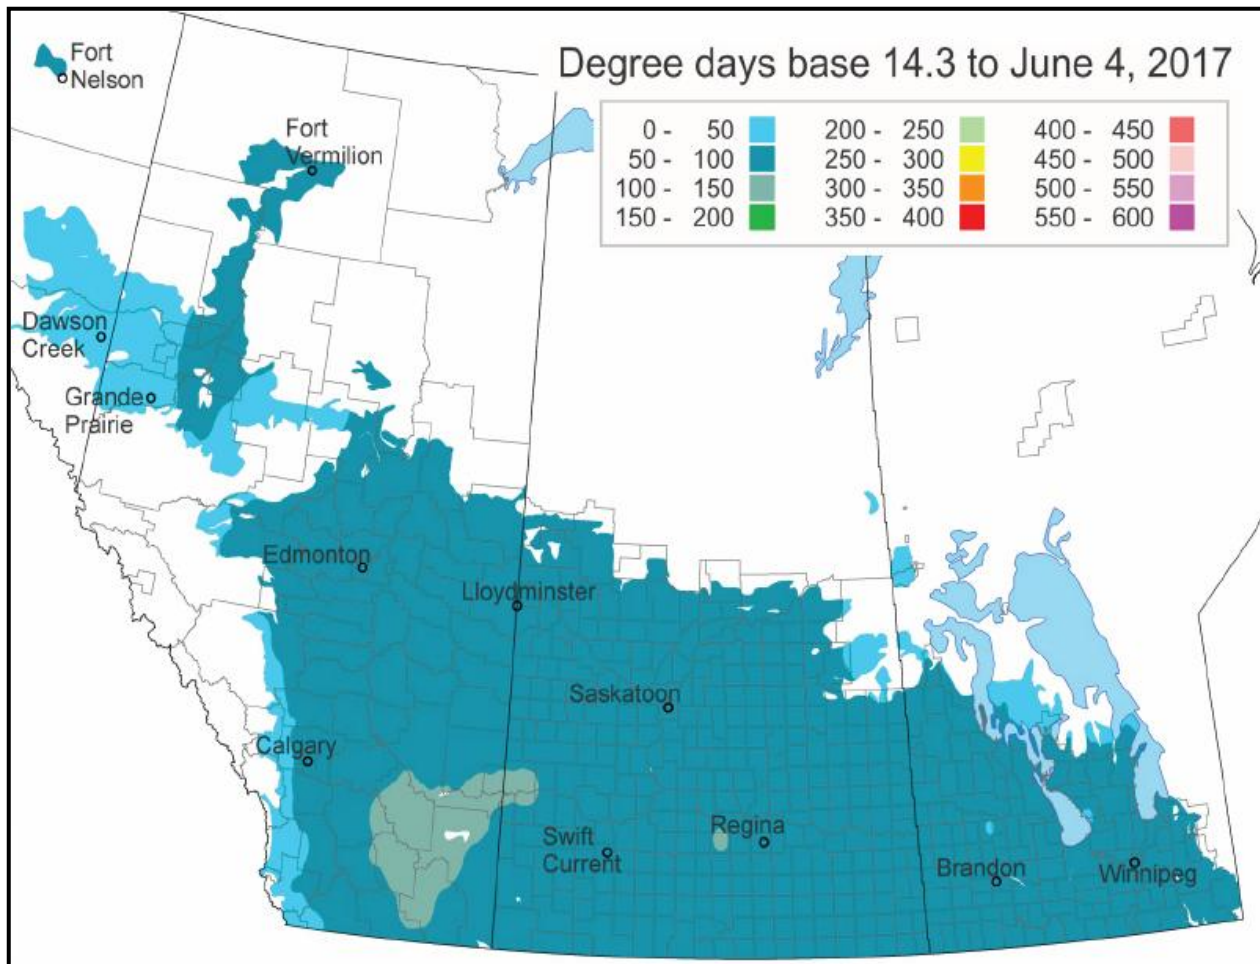 Degree days base 14.3 to June 4, 2017
0 - 50
50 - 100
100 - 150
150 - 200
200 - 250
250 - 300
300 - 350
350 - 400
400 - 450
450 - 500
500 - 550
550 - 600
Fort
Nelson
Fort
Vermilion
Dawson
Creek
Grande
Prairie
Edmonton
Lloydminster
Saskatoon
Calgary
Swift
Current
Regina
Brandon
Winnipeg